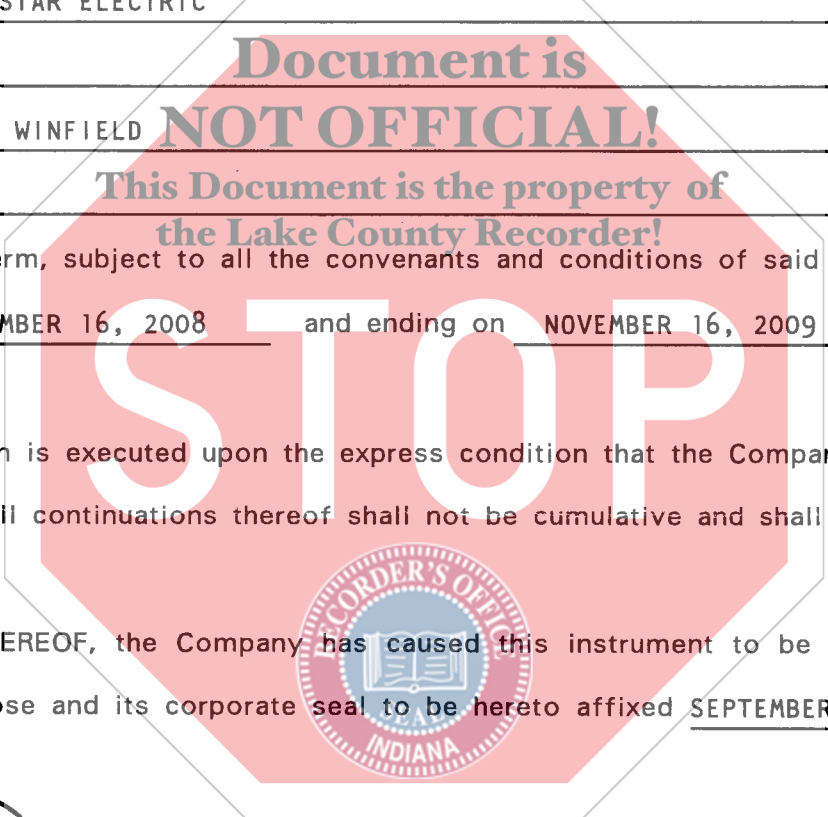 STAR ELECTRIC
Document is
WINFIELD NOT OFFICIAL!
This Document is the property of
the Lake County Recorder!
erm, subject to all the convenants and conditions of said
MBER 16, 2008 and ending on NOVEMBER 16, 2009
STOP
n is executed upon the express condition that the Compan
ll continuations thereof shall not be cumulative and shall
RECORDER'S OFFICE
EREOF, the Company has caused this instrument to be
ose and its corporate seal to be hereto affixed SEPTEMBER
SEAL
INDIANA